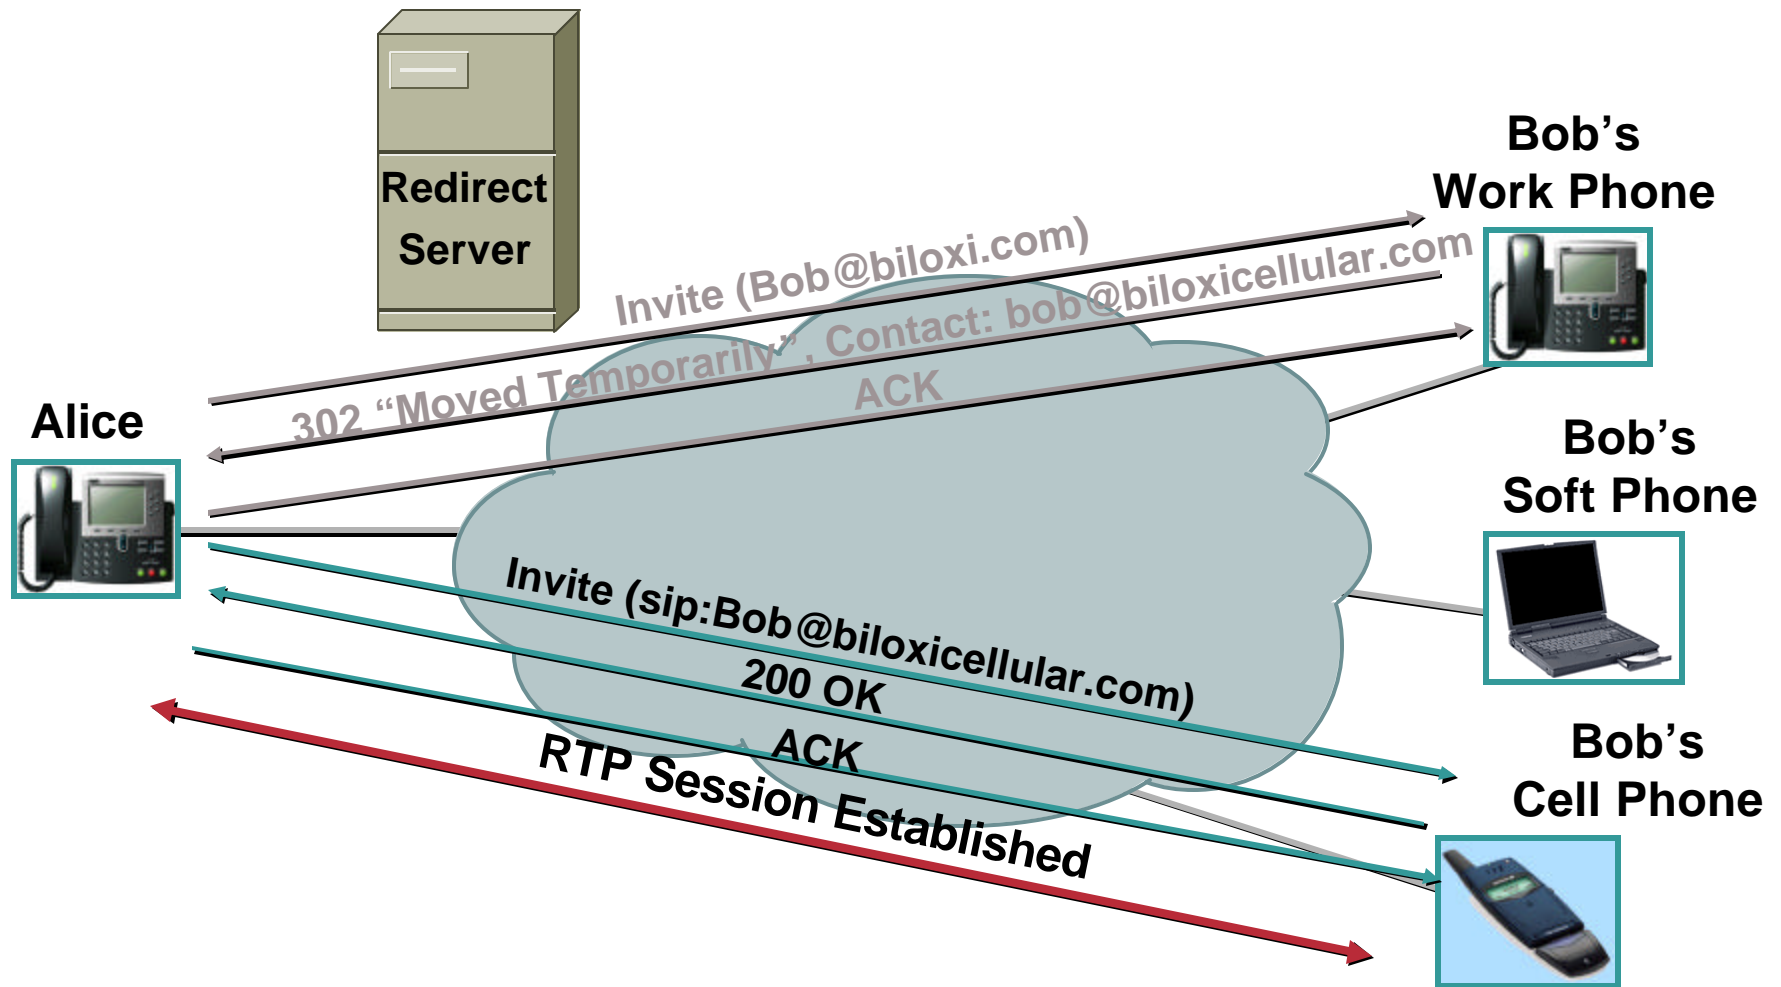 Redirect
Server
Bob’s
Work Phone
Invite (Bob@biloxi.com)
302 “Moved Temporarily”, Contact: bob@biloxicellular.com
ACK
Alice
Bob’s
Soft Phone
Invite (sip:Bob@biloxicellular.com)
200 OK
ACK
RTP Session Established
Bob’s
Cell Phone